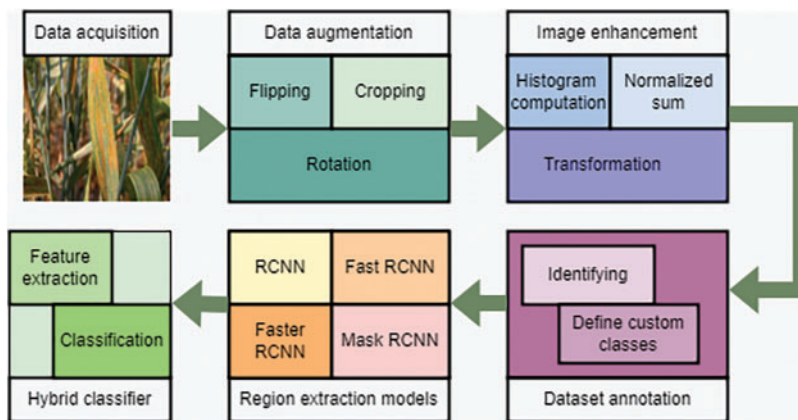 Data acquisition
Data augmentation
Flipping
Cropping
Rotation
Image enhancement
Histogram
computation
Normalized
sum
Transformation
Identifying
Define custom
classes
Dataset annotation
RCNN
Fast RCNN
Faster
RCNN
Mask RCNN
Region extraction models
Feature
extraction
Classification
Hybrid classifier